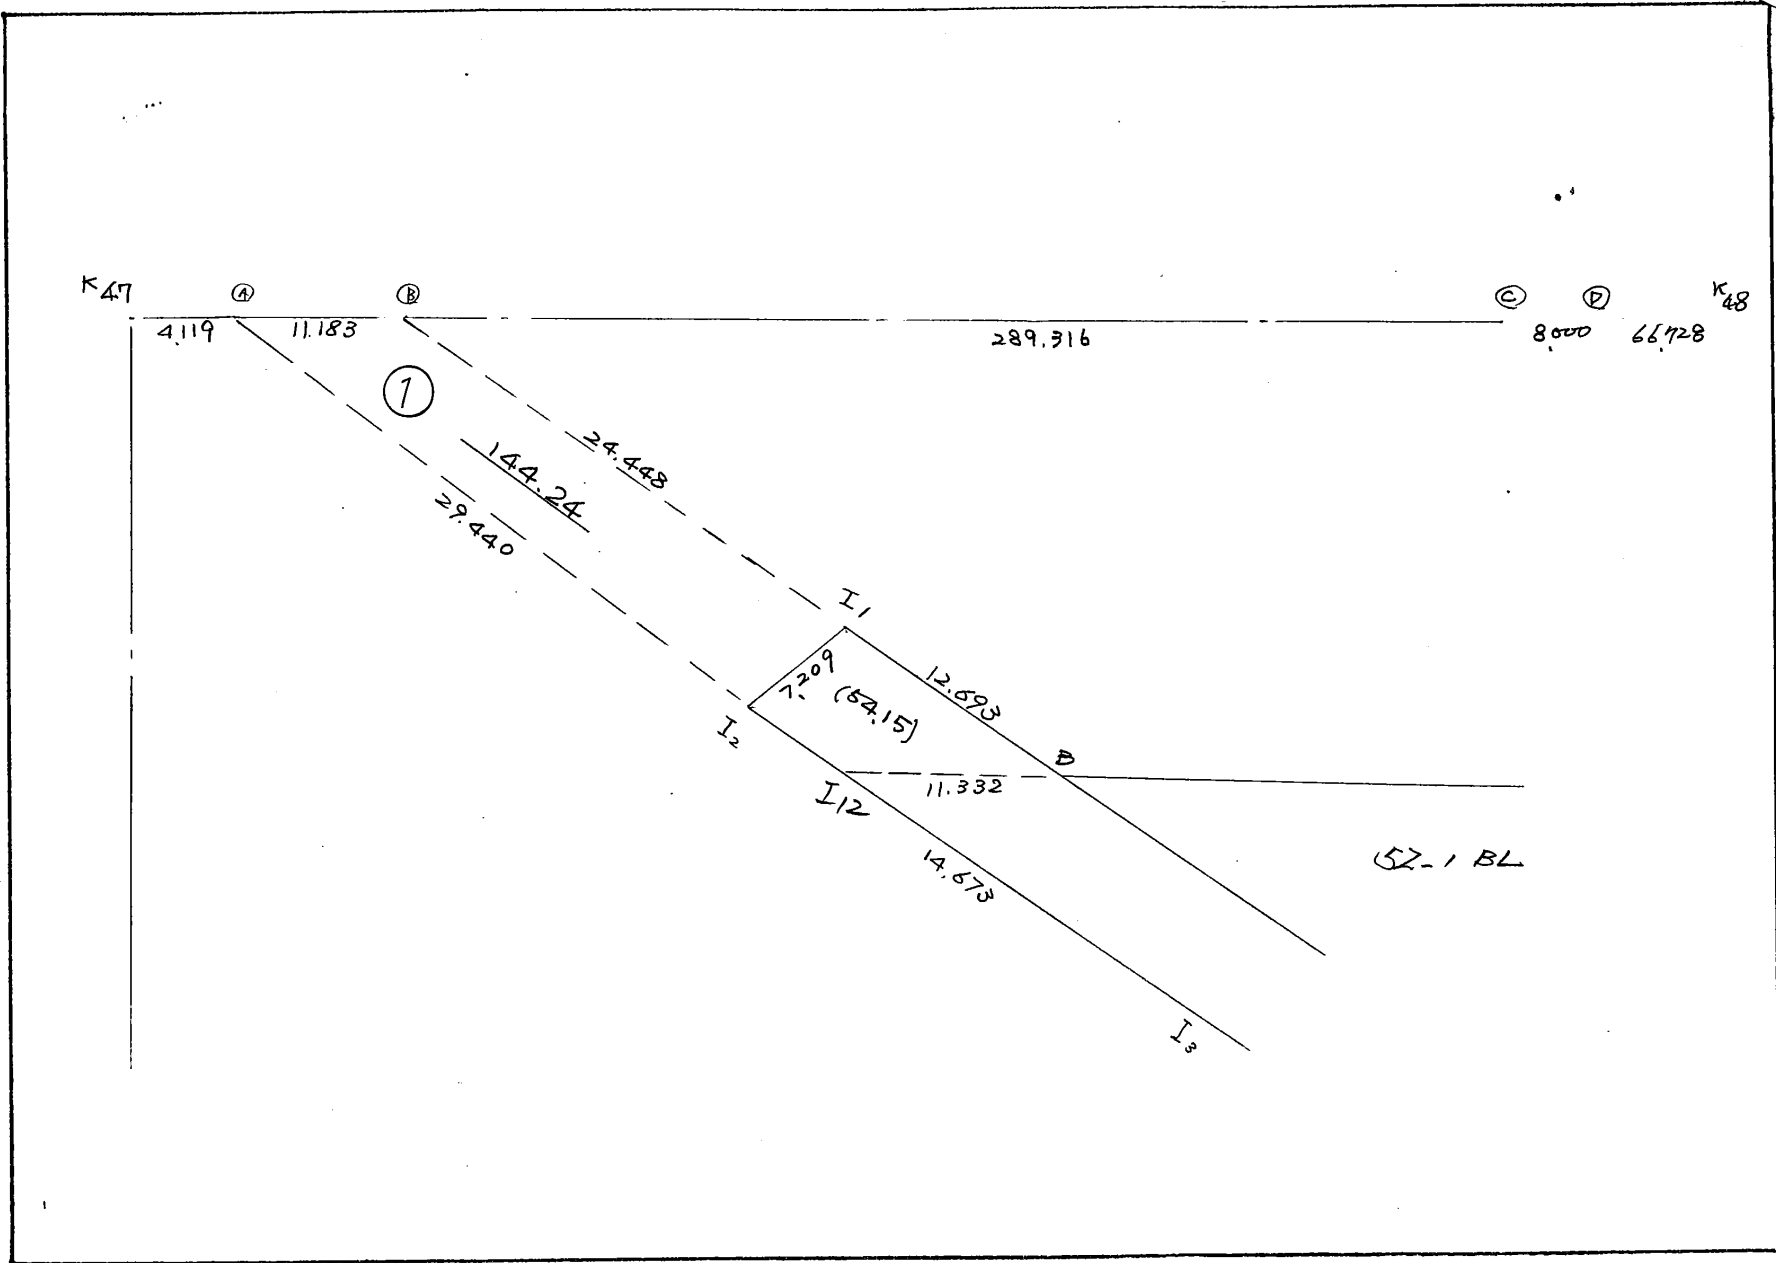 K47 Ⓐ Ⓑ Ⓒ Ⓓ K48
4.119 11.183 289.316 8.000 66.728
①
144.24
24.448
29.440
I1
7.209
(54.15)
12.693
I2
B
11.332
I12
14.673
52-1 BL
I3